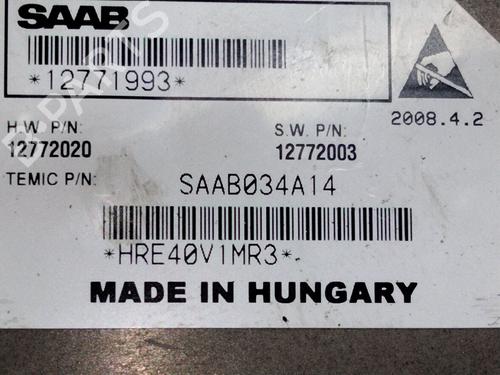 SAAB
*12771993*
2008.4.2
H.W. P/N: S.W. P/N:
12772020 12772003
TEMIC P/N: SAAB034A14
*HRE40V1MR3*
MADE IN HUNGARY